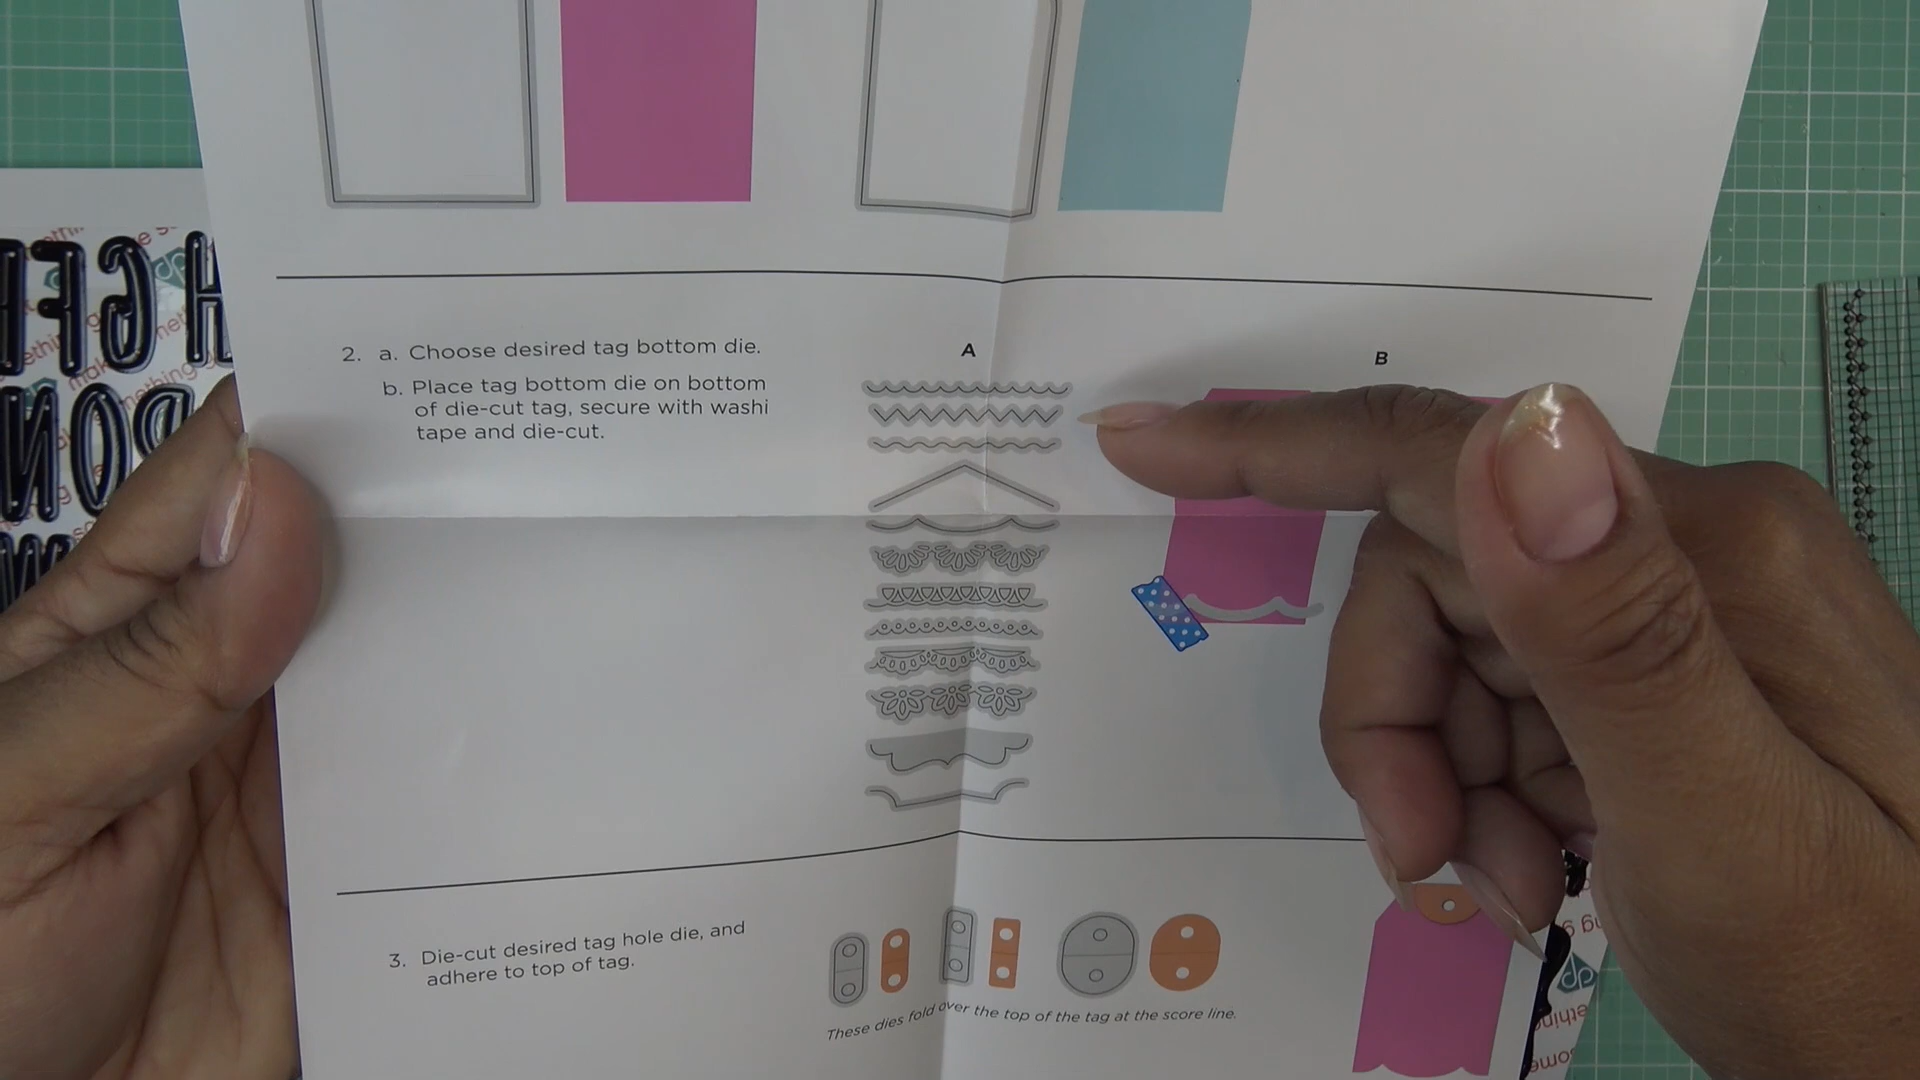 2. a. Choose desired tag bottom die.
b. Place tag bottom die on bottom
of die-cut tag, secure with washi
tape and die-cut.
A
B
3. Die-cut desired tag hole die, and
adhere to top of tag.
These dies fold over the top of the tag at the score line.